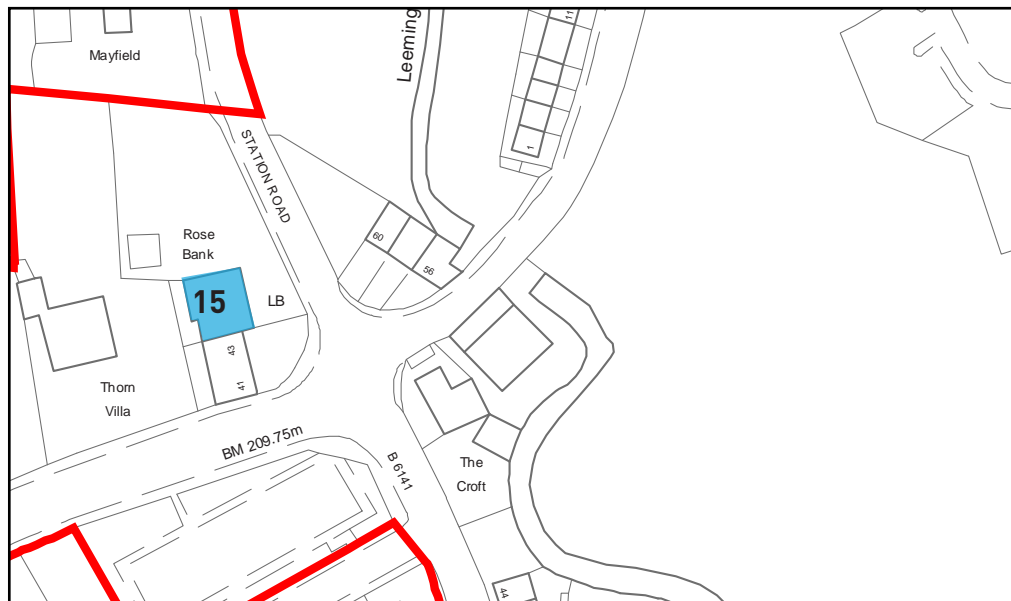 Mayfield
Leeming
11
1
STATION ROAD
Rose
Bank
60
56
15
LB
43
41
Thorn
Villa
BM 209.75m
B 6141
The
Croft
44